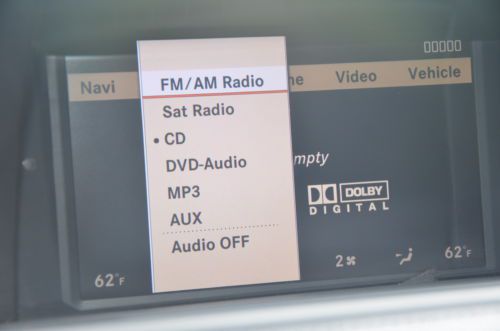 Navi ne Video Vehicle
FM/AM Radio
Sat Radio
• CD
DVD-Audio
MP3
AUX
Audio OFF
mpty
DOLBY
DIGITAL
62°F 2 62°F